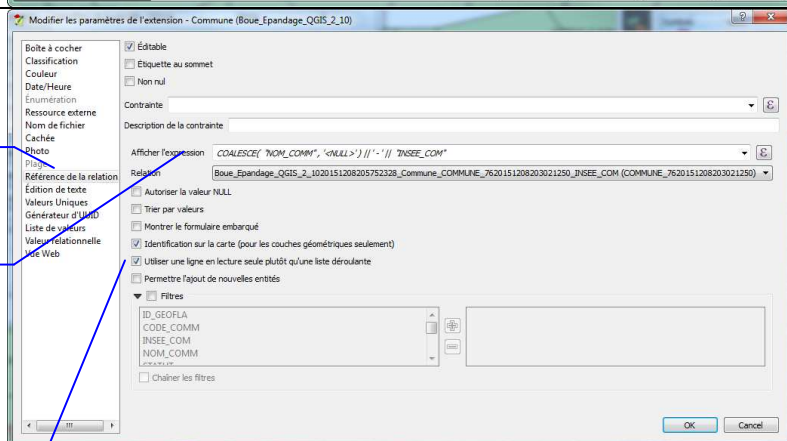 Modifier les paramètres de l'extension - Commune (Boue_Epandage_QGIS_2_10)
Boîte à cocher
Classification
Couleur
Date/Heure
Énumération
Ressource externe
Nom de fichier
Cachée
Photo
Plage
Référence de la relation
Édition de texte
Valeurs Uniques
Générateur d'UUID
Liste de valeurs
Valeur relationnelle
Vue Web
Éditable
Étiquette au sommet
Non nul
Contrainte
ε
Description de la contrainte
Afficher l'expression COALESCE( "NOM_COMM", '<NULL>') || '-' || "INSEE_COM"
ε
Relation Boue_Epandage_QGIS_2_1020151208205752328_Commune_COMMUNE_7620151208203021250_INSEE_COM (COMMUNE_7620151208203021250)
Autoriser la valeur NULL
Trier par valeurs
Montrer le formulaire embarqué
Identification sur la carte (pour les couches géométriques seulement)
Utiliser une ligne en lecture seule plutôt qu'une liste déroulante
Permettre l'ajout de nouvelles entités
Filtres
ID_GEOFLA
CODE_COMM
INSEE_COM
NOM_COMM
STATUT
Chaîner les filtres
OK Cancel